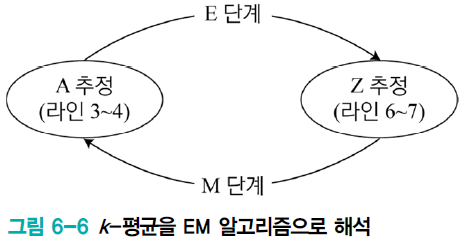 E 단계
A 추정
(라인 3~4)
Z 추정
(라인 6~7)
M 단계
그림 6-6 k-평균을 EM 알고리즘으로 해석